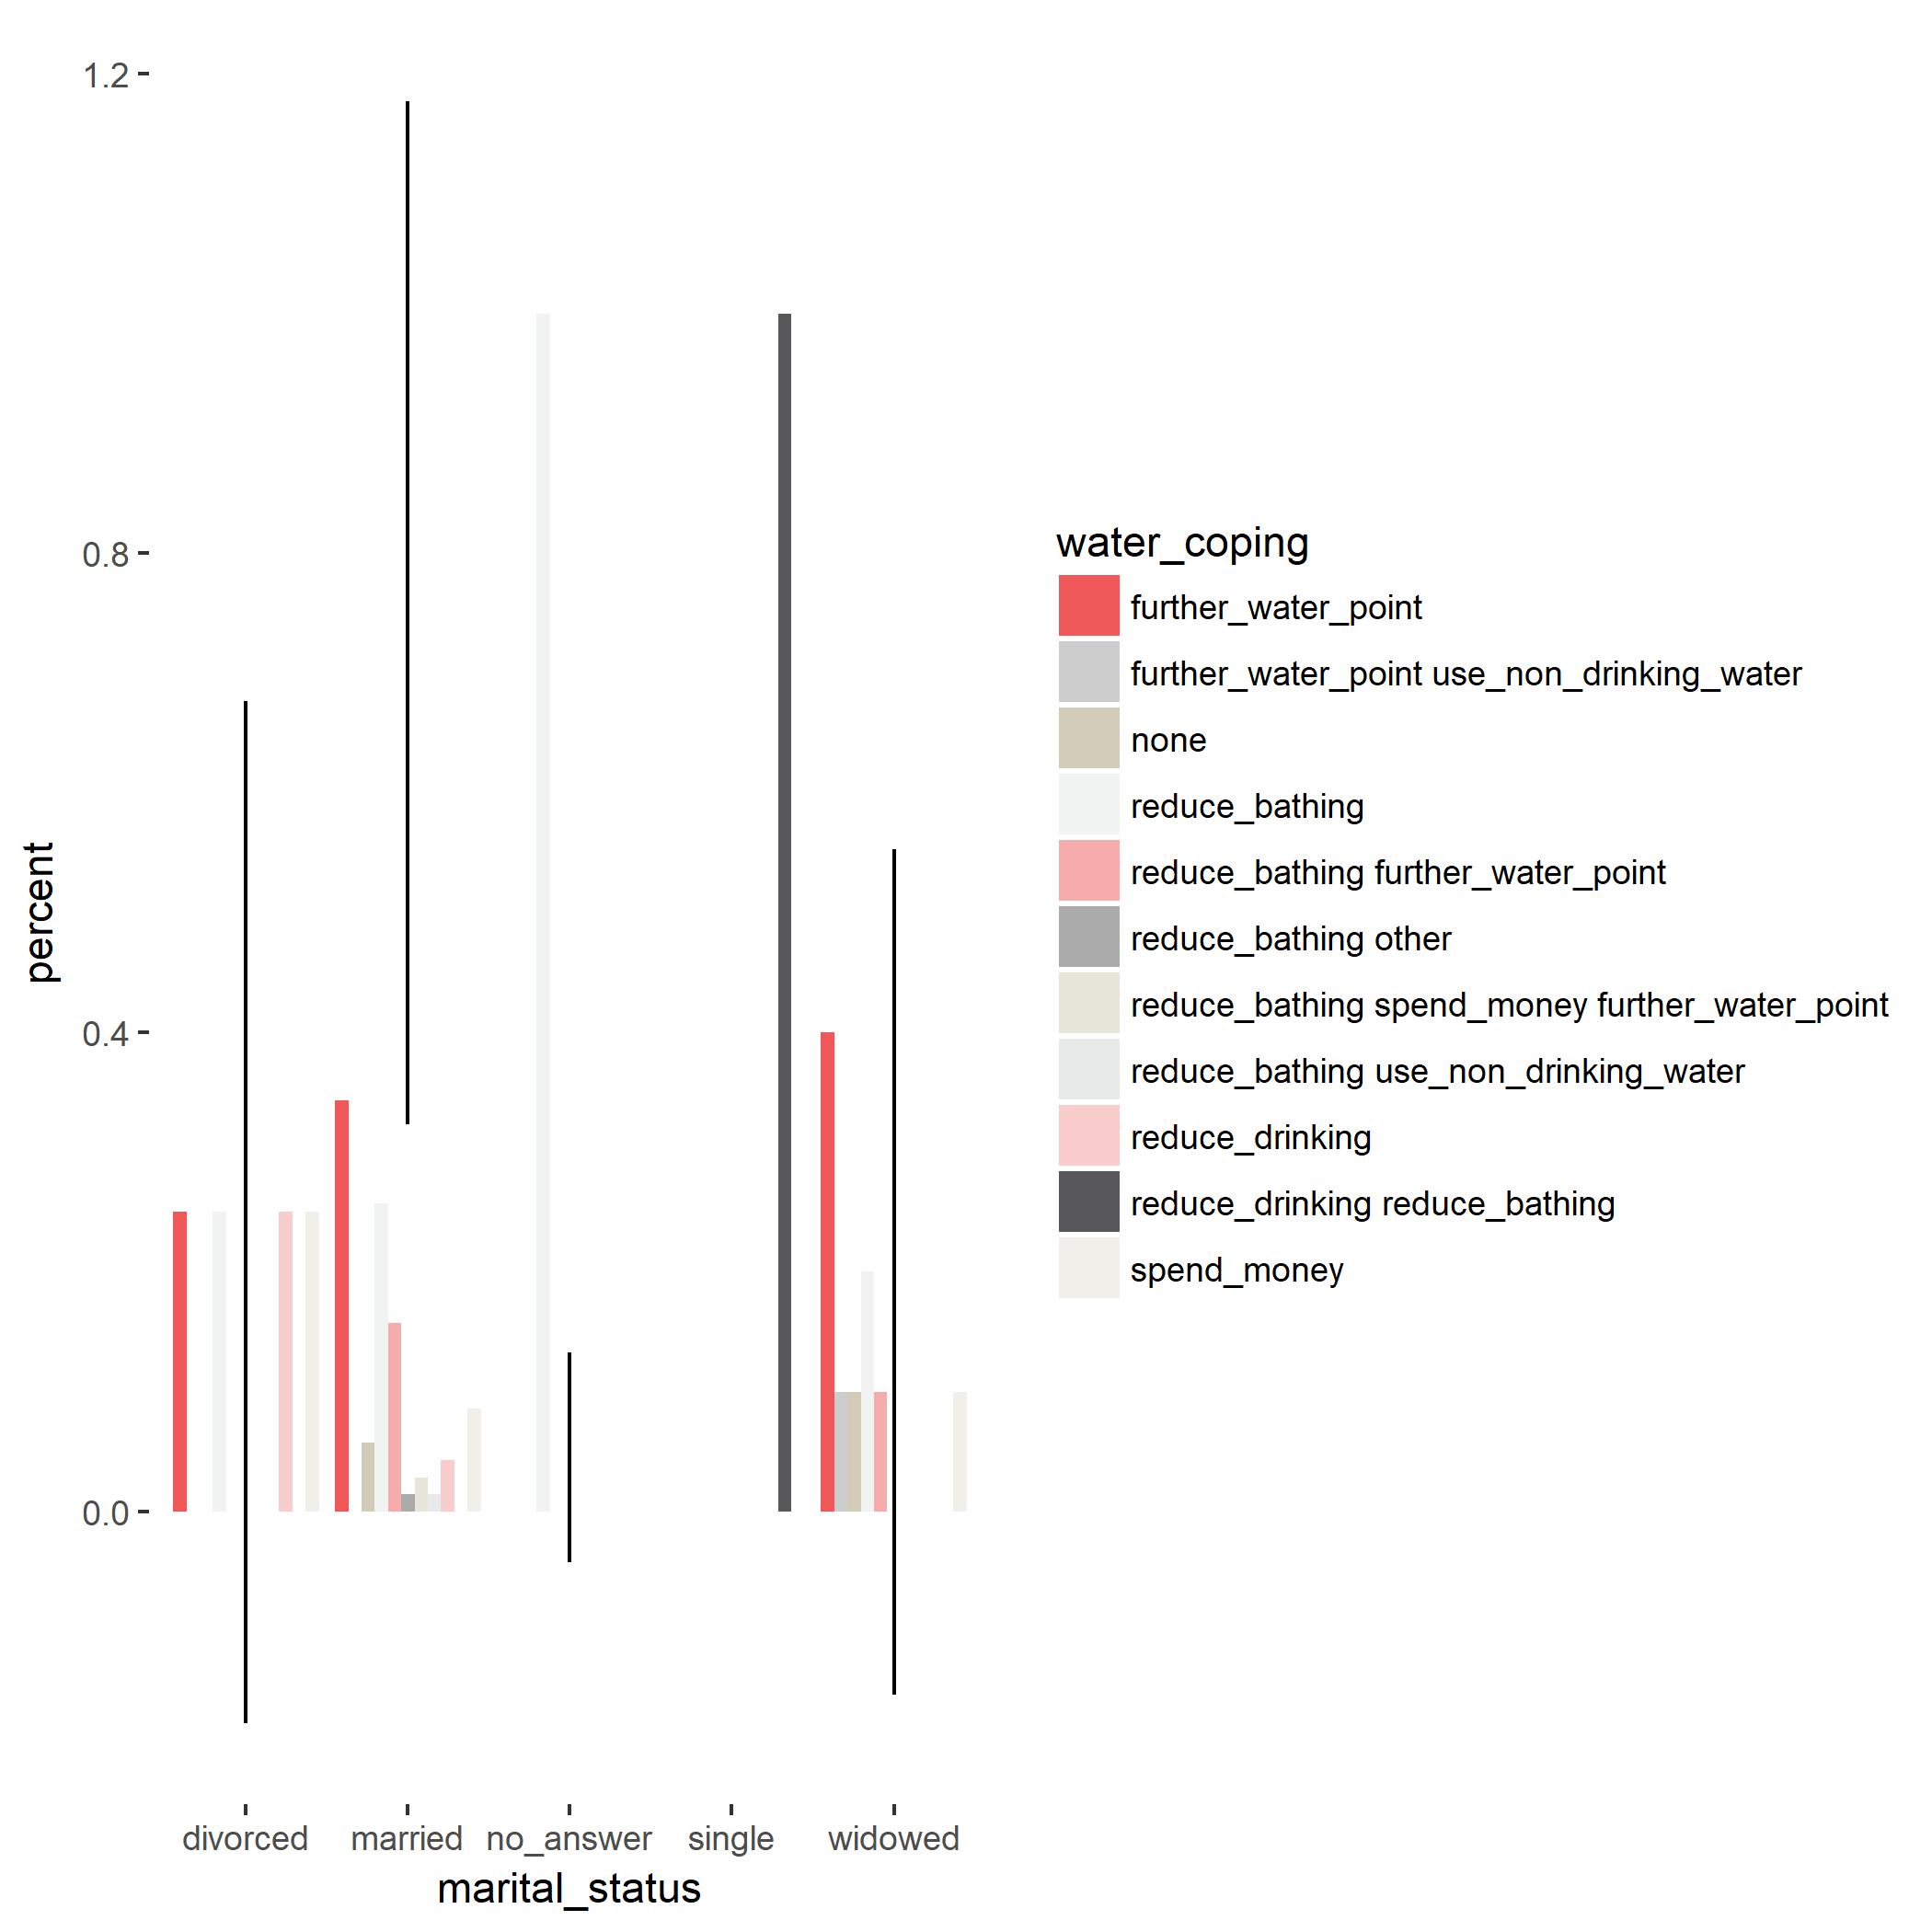 1.2
0.8
0.4
0.0
percent
divorced married no_answer single widowed
marital_status
water_coping
further_water_point
further_water_point use_non_drinking_water
none
reduce_bathing
reduce_bathing further_water_point
reduce_bathing other
reduce_bathing spend_money further_water_point
reduce_bathing use_non_drinking_water
reduce_drinking
reduce_drinking reduce_bathing
spend_money